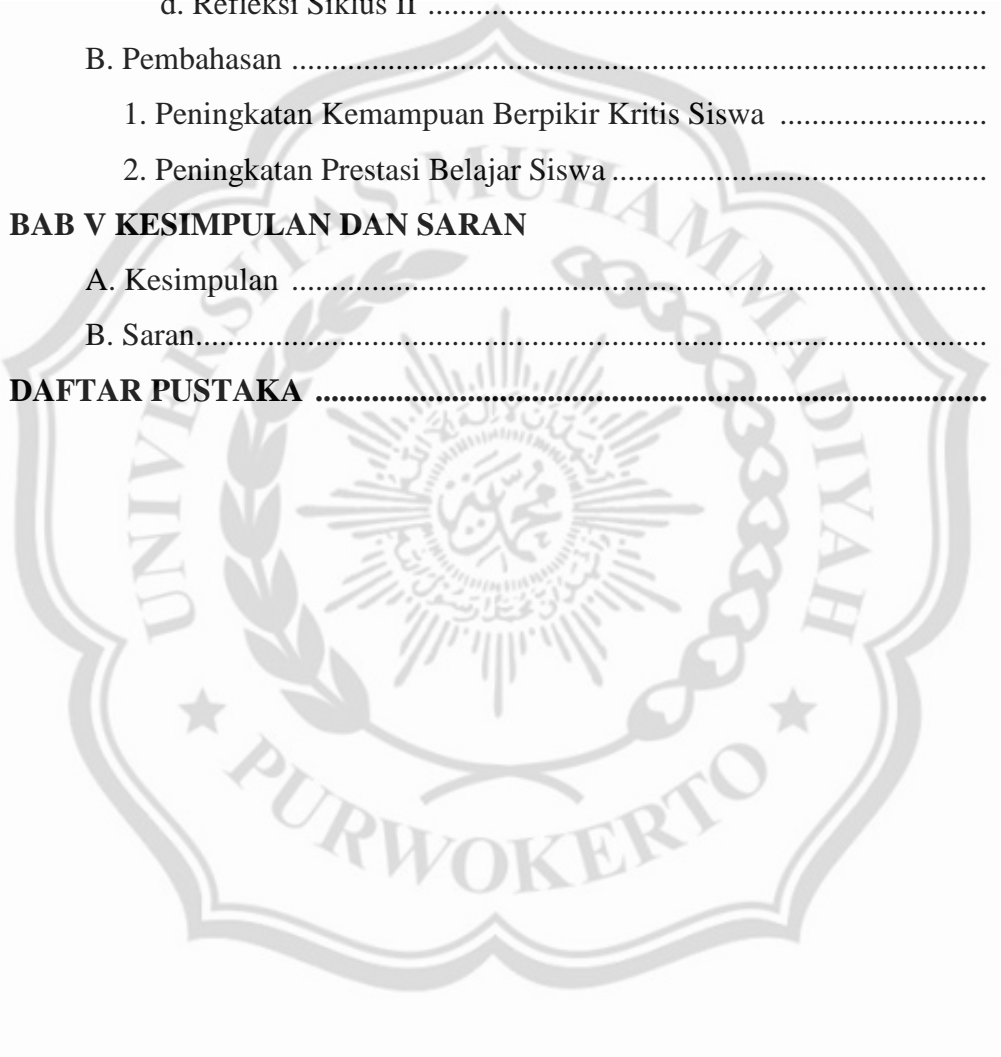 d. Refleksi Siklus II ......................................................................
B. Pembahasan .......................................................................................
1. Peningkatan Kemampuan Berpikir Kritis Siswa ..........................
2. Peningkatan Prestasi Belajar Siswa ...............................................
BAB V KESIMPULAN DAN SARAN
A. Kesimpulan .......................................................................................
B. Saran...................................................................................................
DAFTAR PUSTAKA ....................................................................................
UNIVERSITAS MUHAMMADIYAH
PURWOKERTO